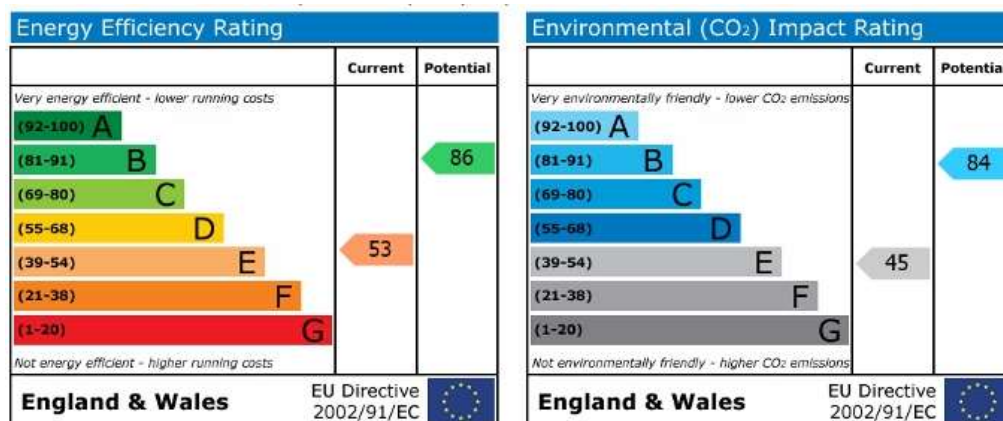 Energy Efficiency Rating
Current Potential
Very energy efficient - lower running costs
(92-100) A
(81-91) B
86
(69-80) C
(55-68) D
53
(39-54) E
(21-38) F
(1-20) G
Not energy efficient - higher running costs
England & Wales
EU Directive
2002/91/EC
Environmental (CO₂) Impact Rating
Current Potentia
Very environmentally friendly - lower CO₂ emissions
(92-100) A
(81-91) B
84
(69-80) C
(55-68) D
(39-54) E
45
(21-38) F
(1-20) G
Not environmentally friendly - higher CO₂ emissions
England & Wales
EU Directive
2002/91/EC